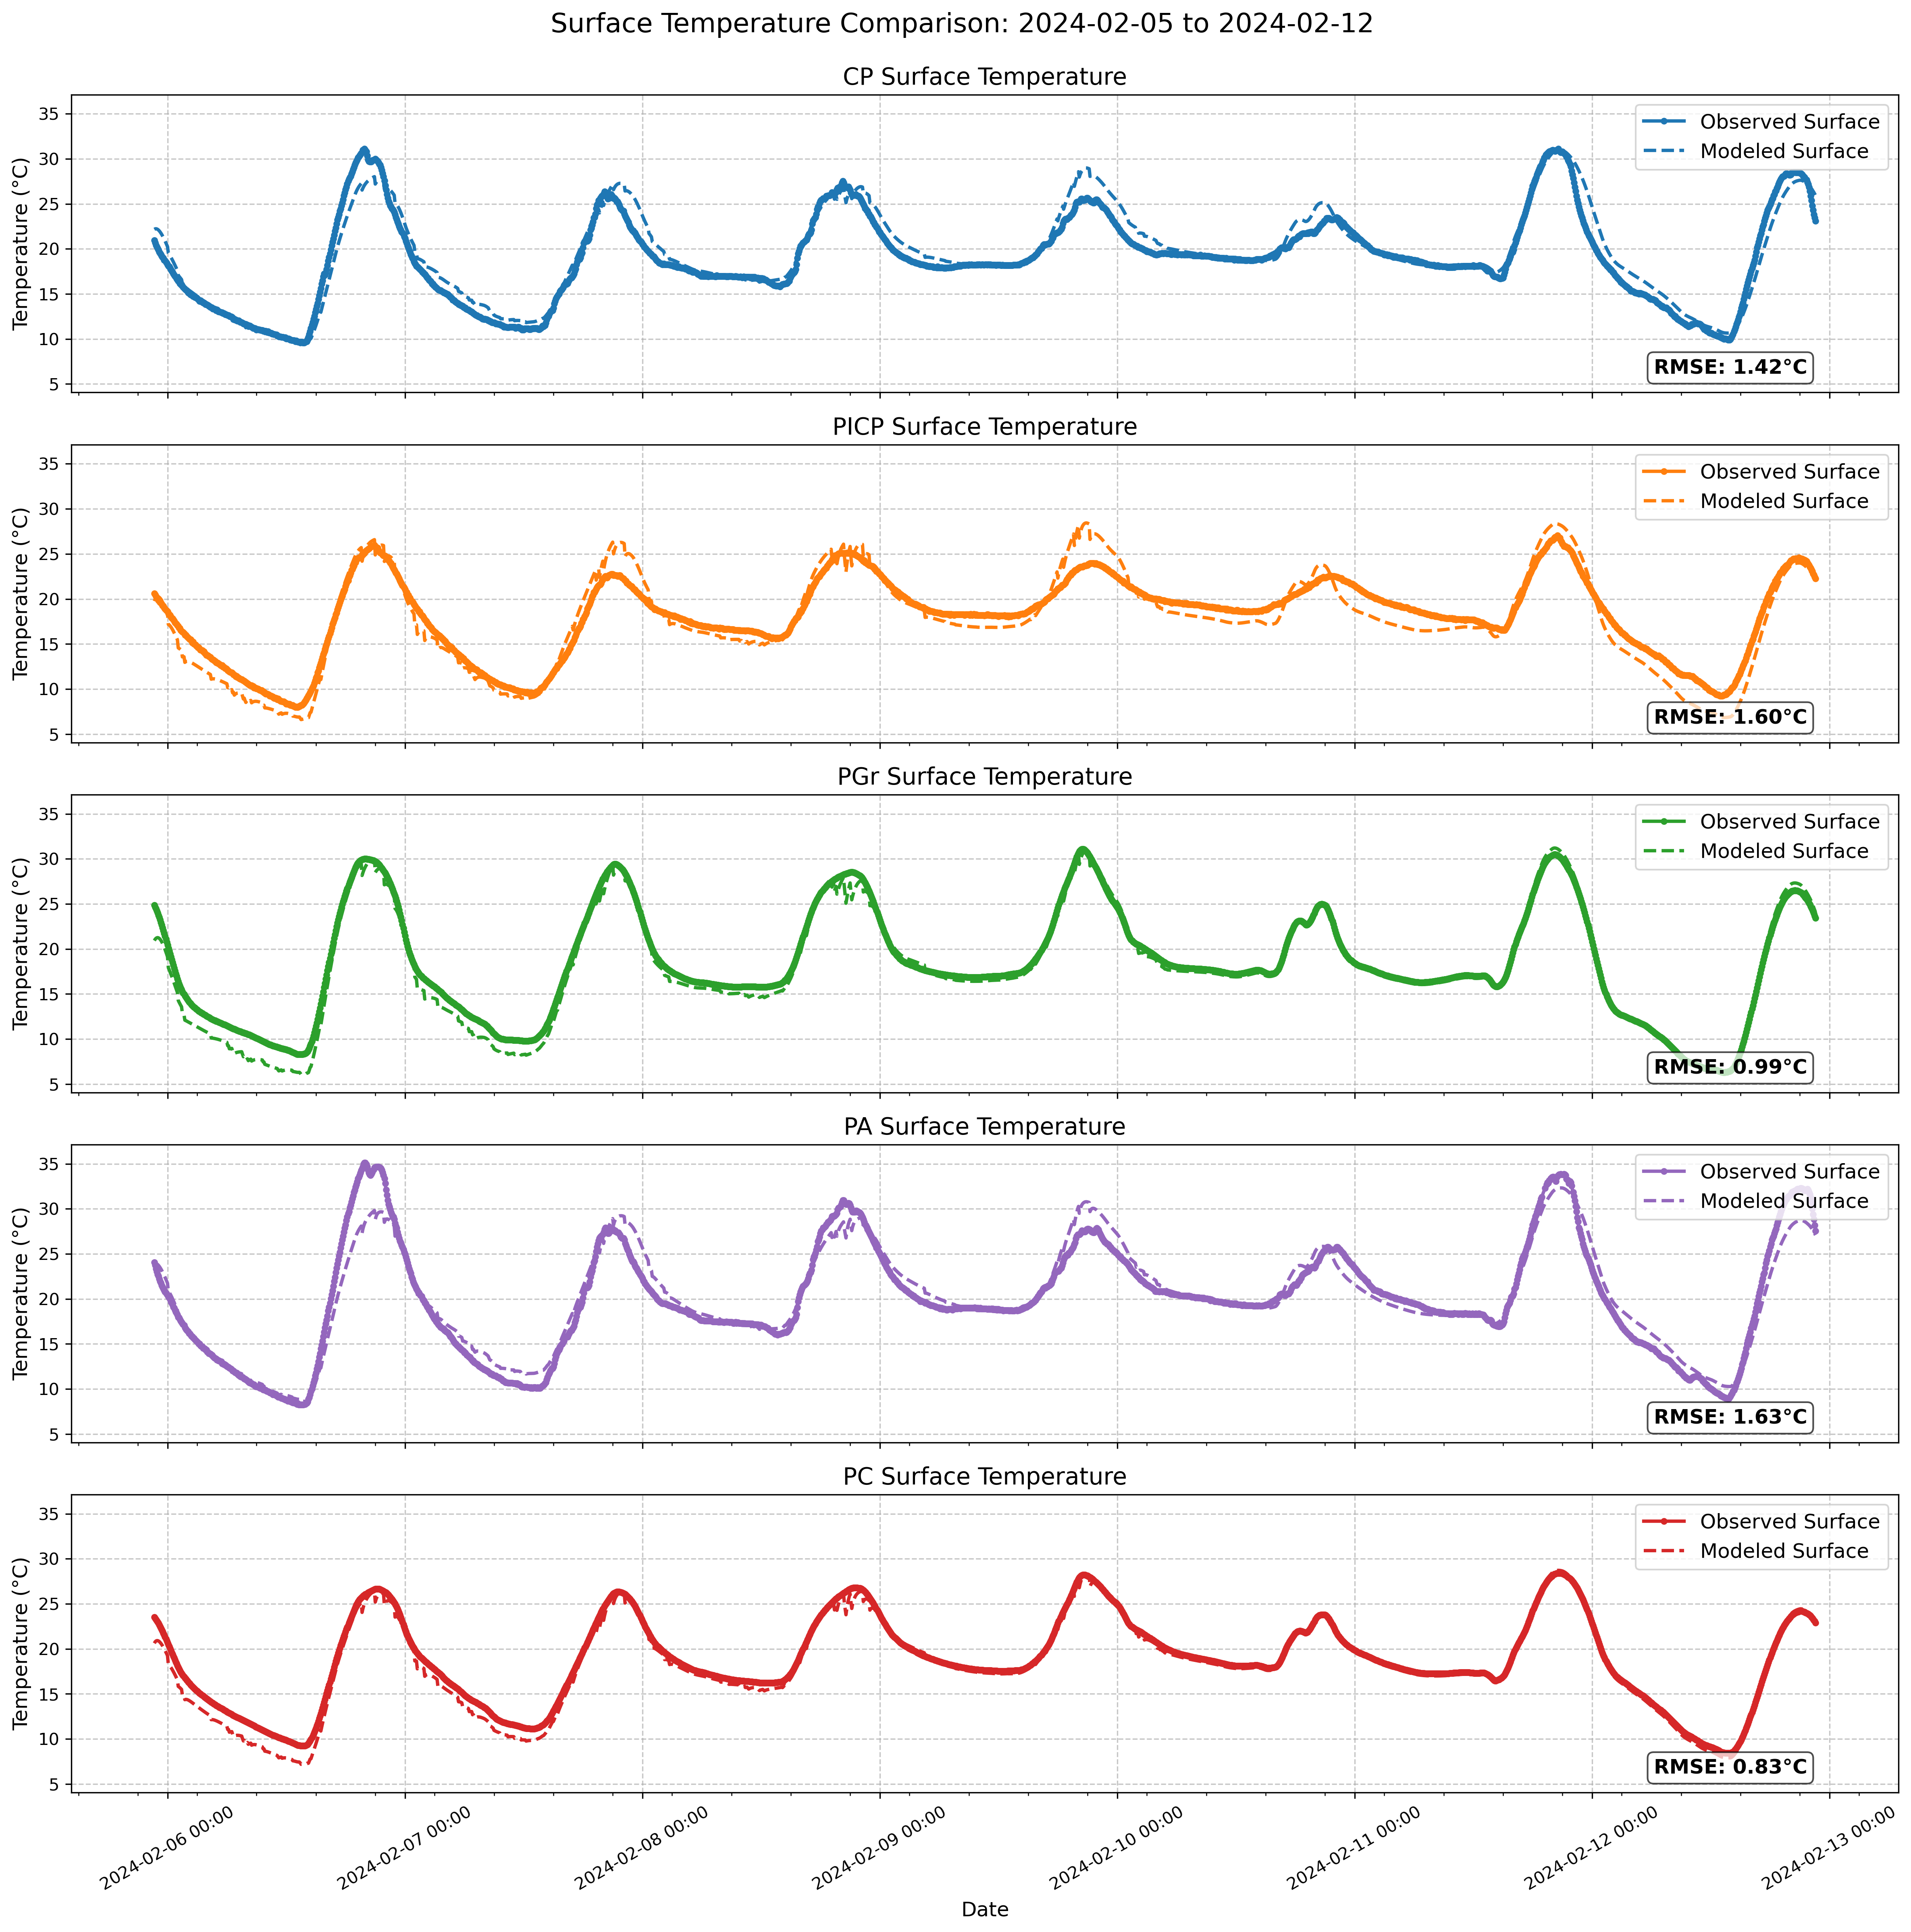 Surface Temperature Comparison: 2024-02-05 to 2024-02-12
CP Surface Temperature
Temperature (°C)
35
30
25
20
15
10
5
Observed Surface
Modeled Surface
RMSE: 1.42°C
PICP Surface Temperature
Temperature (°C)
35
30
25
20
15
10
5
Observed Surface
Modeled Surface
RMSE: 1.60°C
PGr Surface Temperature
Temperature (°C)
35
30
25
20
15
10
5
Observed Surface
Modeled Surface
RMSE: 0.99°C
PA Surface Temperature
Temperature (°C)
35
30
25
20
15
10
5
Observed Surface
Modeled Surface
RMSE: 1.63°C
PC Surface Temperature
Temperature (°C)
35
30
25
20
15
10
5
Observed Surface
Modeled Surface
RMSE: 0.83°C
2024-02-06 00:00
2024-02-07 00:00
2024-02-08 00:00
2024-02-09 00:00
2024-02-10 00:00
2024-02-11 00:00
2024-02-12 00:00
2024-02-13 00:00
Date